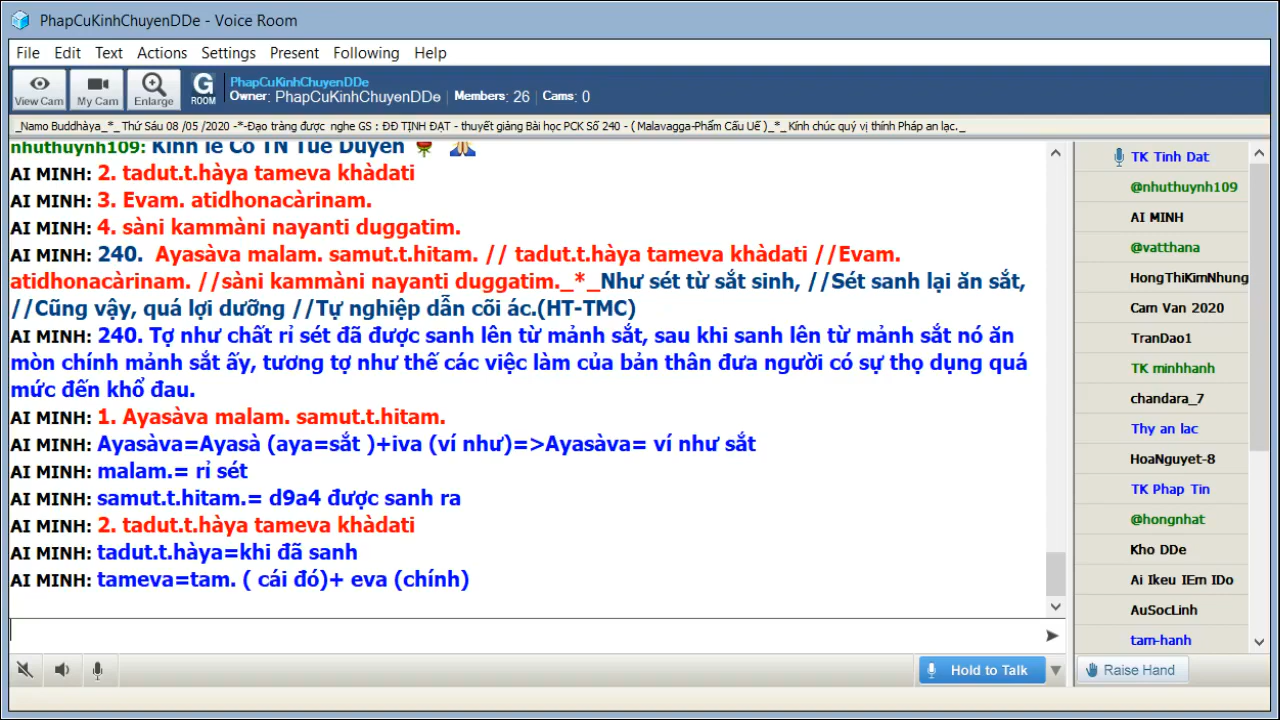 PhapCuKinhChuyenDDe - Voice Room
File Edit Text Actions Settings Present Following Help
View Cam My Cam Enlarge G ROOM
PhapCuKinhChuyenDDe
Owner: PhapCuKinhChuyenDDe Members: 26 Cams: 0
_Namo Buddhàya_*_ Thứ Sáu 08 /05 /2020 -*-Đạo tràng được nghe GS : ĐĐ TỊNH ĐẠT - thuyết giảng Bài học PCK Số 240 - ( Malavagga-Phẩm Cấu Uế )_*_ Kính chúc quý vị thính Pháp an lạc._
nhuthuynh109: Kính lễ Cô TN Tuệ Duyên
AI MINH: 2. tadut.t.hàya tameva khàdati
AI MINH: 3. Evam. atidhonacàrinam.
AI MINH: 4. sàni kammàni nayanti duggatim.
AI MINH: 240. Ayasàva malam. samut.t.hitam. // tadut.t.hàya tameva khàdati //Evam.
atidhonacàrinam. //sàni kammàni nayanti duggatim._*_Như sét từ sắt sinh, //Sét sanh lại ăn sắt,
//Cũng vậy, quá lợi dưỡng //Tự nghiệp dẫn cõi ác.(HT-TMC)
AI MINH: 240. Tợ như chất rỉ sét đã được sanh lên từ mảnh sắt, sau khi sanh lên từ mảnh sắt nó ăn
mòn chính mảnh sắt ấy, tương tợ như thế các việc làm của bản thân đưa người có sự thọ dụng quá
mức đến khổ đau.
AI MINH: 1. Ayasàva malam. samut.t.hitam.
AI MINH: Ayasàva=Ayasà (aya=sắt )+iva (ví như)=>Ayasàva= ví như sắt
AI MINH: malam.= rỉ sét
AI MINH: samut.t.hitam.= d9a4 được sanh ra
AI MINH: 2. tadut.t.hàya tameva khàdati
AI MINH: tadut.t.hàya=khi đã sanh
AI MINH: tameva=tam. ( cái đó)+ eva (chính)
TK Tinh Dat
@nhuthuynh109
AI MINH
@vatthana
HongThiKimNhung
Cam Van 2020
TranDao1
TK minhhanh
chandara_7
Thy an lac
HoaNguyet-8
TK Phap Tin
@hongnhat
Kho DDe
Ai Ikeu IEm IDo
AuSocLinh
tam-hanh
Hold to Talk
Raise Hand